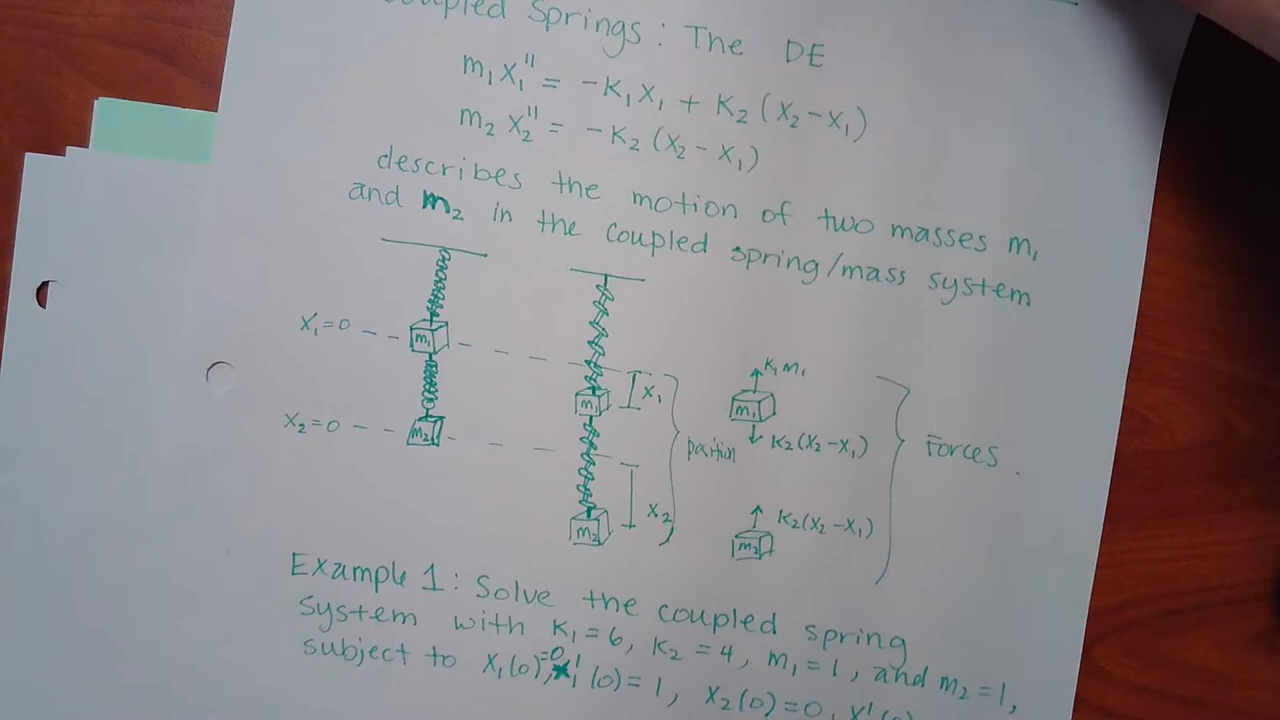 Coupled Springs: The DE
m₁x₁'' = -K₁x₁ + K₂(x₂-x₁)
m₂x₂'' = -K₂(x₂-x₁)
describes the motion of two masses m₁
and m₂ in the coupled spring/mass system
X₁=0
m₁
X₂=0
m₂
m₁
m₂
X₁
X₂
position
K₁m₁
m₁
K₂(X₂-X₁)
K₂(X₂-X₁)
m₂
Forces.
Example 1: Solve the coupled spring
system with K₁=6, K₂=4, m₁=1, and m₂=1,
subject to X₁(0)=0, x₁'(0)=1, X₂(0)=0,